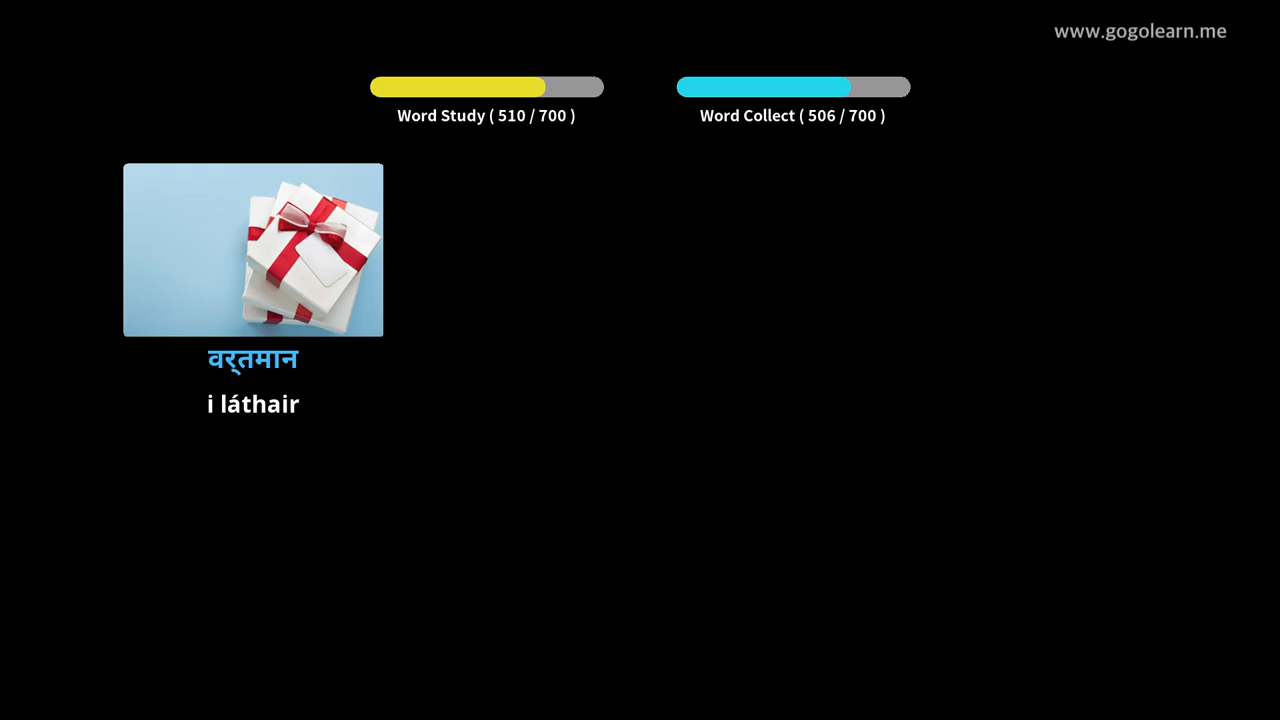 www.gogolearn.me
Word Study ( 510 / 700 )
Word Collect ( 506 / 700 )
वर्तमान
i láthair